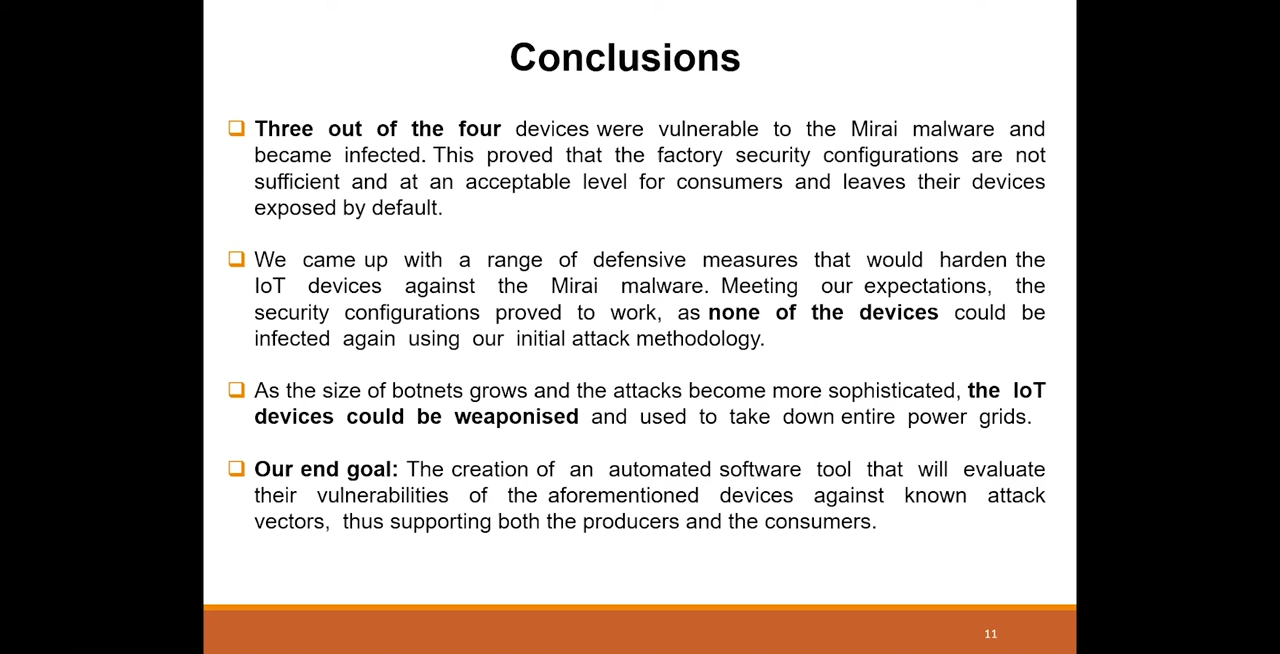 Conclusions
Three out of the four devices were vulnerable to the Mirai malware and
became infected. This proved that the factory security configurations are not
sufficient and at an acceptable level for consumers and leaves their devices
exposed by default.
We came up with a range of defensive measures that would harden the
IoT devices against the Mirai malware. Meeting our expectations, the
security configurations proved to work, as none of the devices could be
infected again using our initial attack methodology.
As the size of botnets grows and the attacks become more sophisticated, the IoT
devices could be weaponised and used to take down entire power grids.
Our end goal: The creation of an automated software tool that will evaluate
their vulnerabilities of the aforementioned devices against known attack
vectors, thus supporting both the producers and the consumers.
11